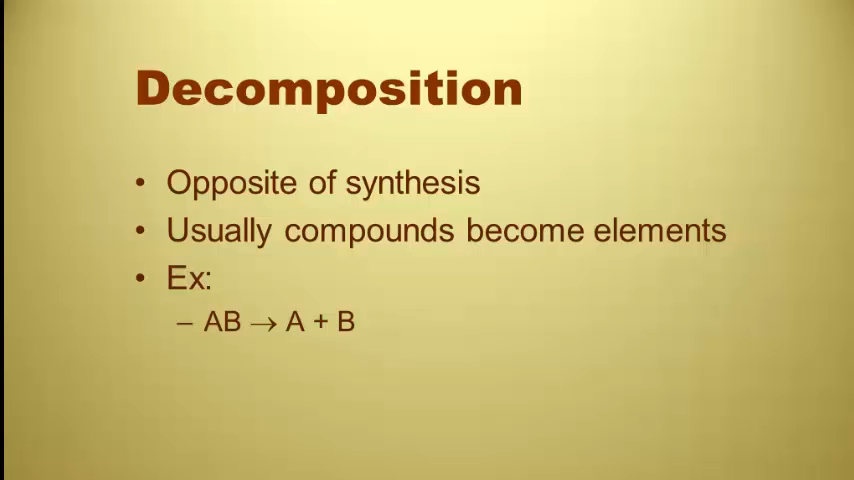 Decomposition
• Opposite of synthesis
• Usually compounds become elements
• Ex:
– AB → A + B